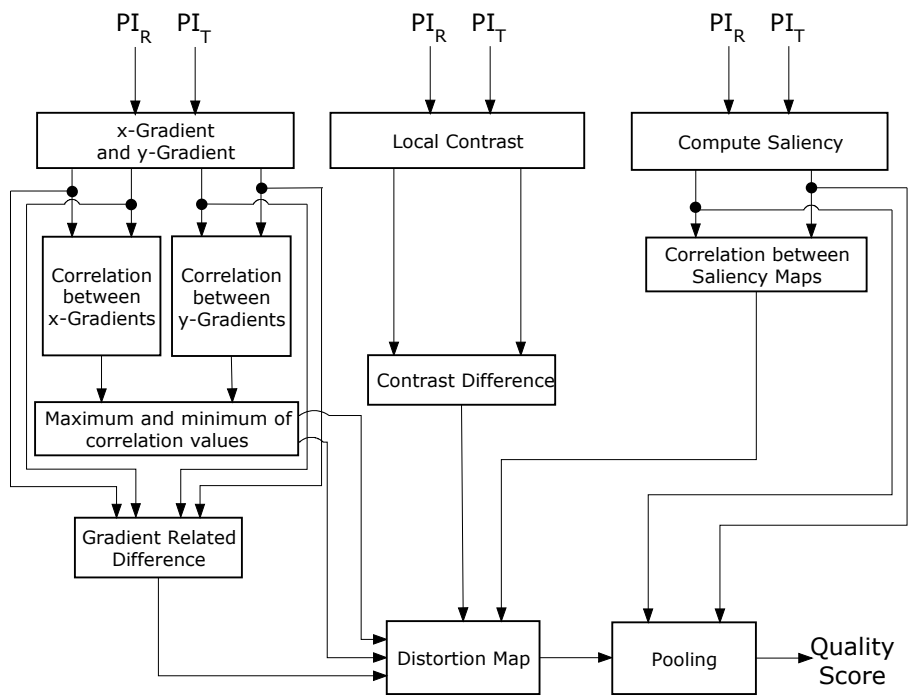 PI_R PI_T
PI_R PI_T
PI_R PI_T
x-Gradient
and y-Gradient
Local Contrast
Compute Saliency
Correlation
between
x-Gradients
Correlation
between
y-Gradients
Correlation between
Saliency Maps
Contrast Difference
Maximum and minimum of
correlation values
Gradient Related
Difference
Distortion Map
Pooling
Quality
Score